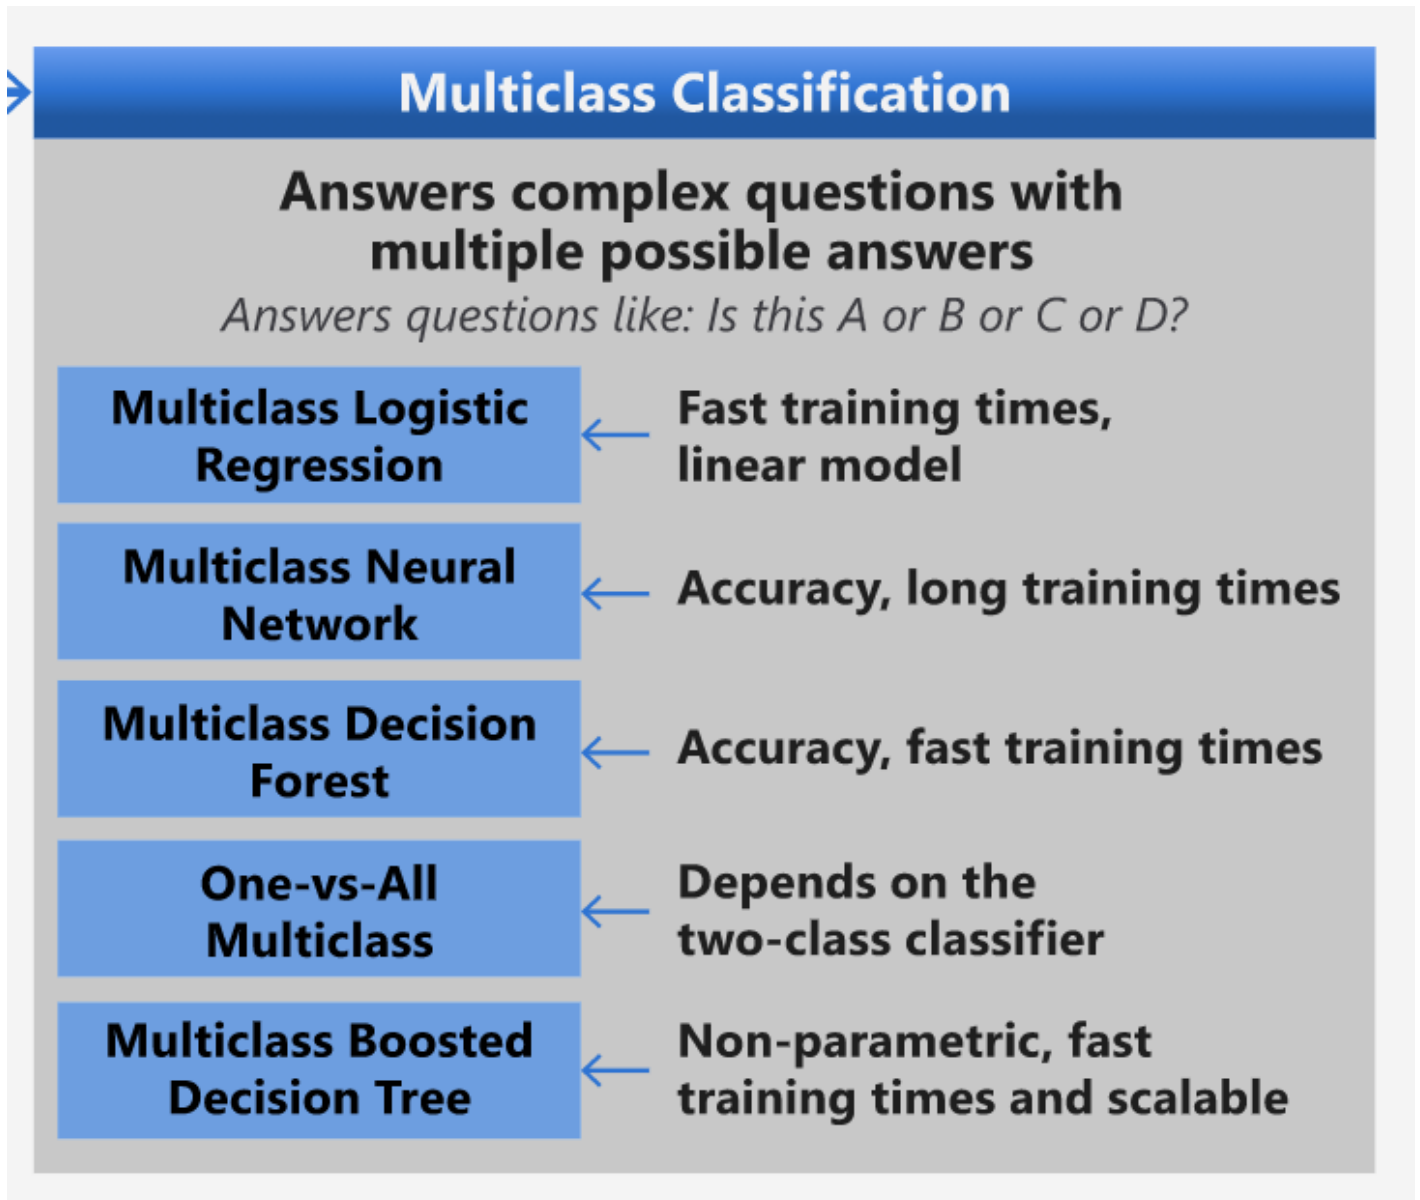 Multiclass Classification
Answers complex questions with
multiple possible answers
Answers questions like: Is this A or B or C or D?
Multiclass Logistic
Regression
Fast training times,
linear model
Multiclass Neural
Network
Accuracy, long training times
Multiclass Decision
Forest
Accuracy, fast training times
One-vs-All
Multiclass
Depends on the
two-class classifier
Multiclass Boosted
Decision Tree
Non-parametric, fast
training times and scalable